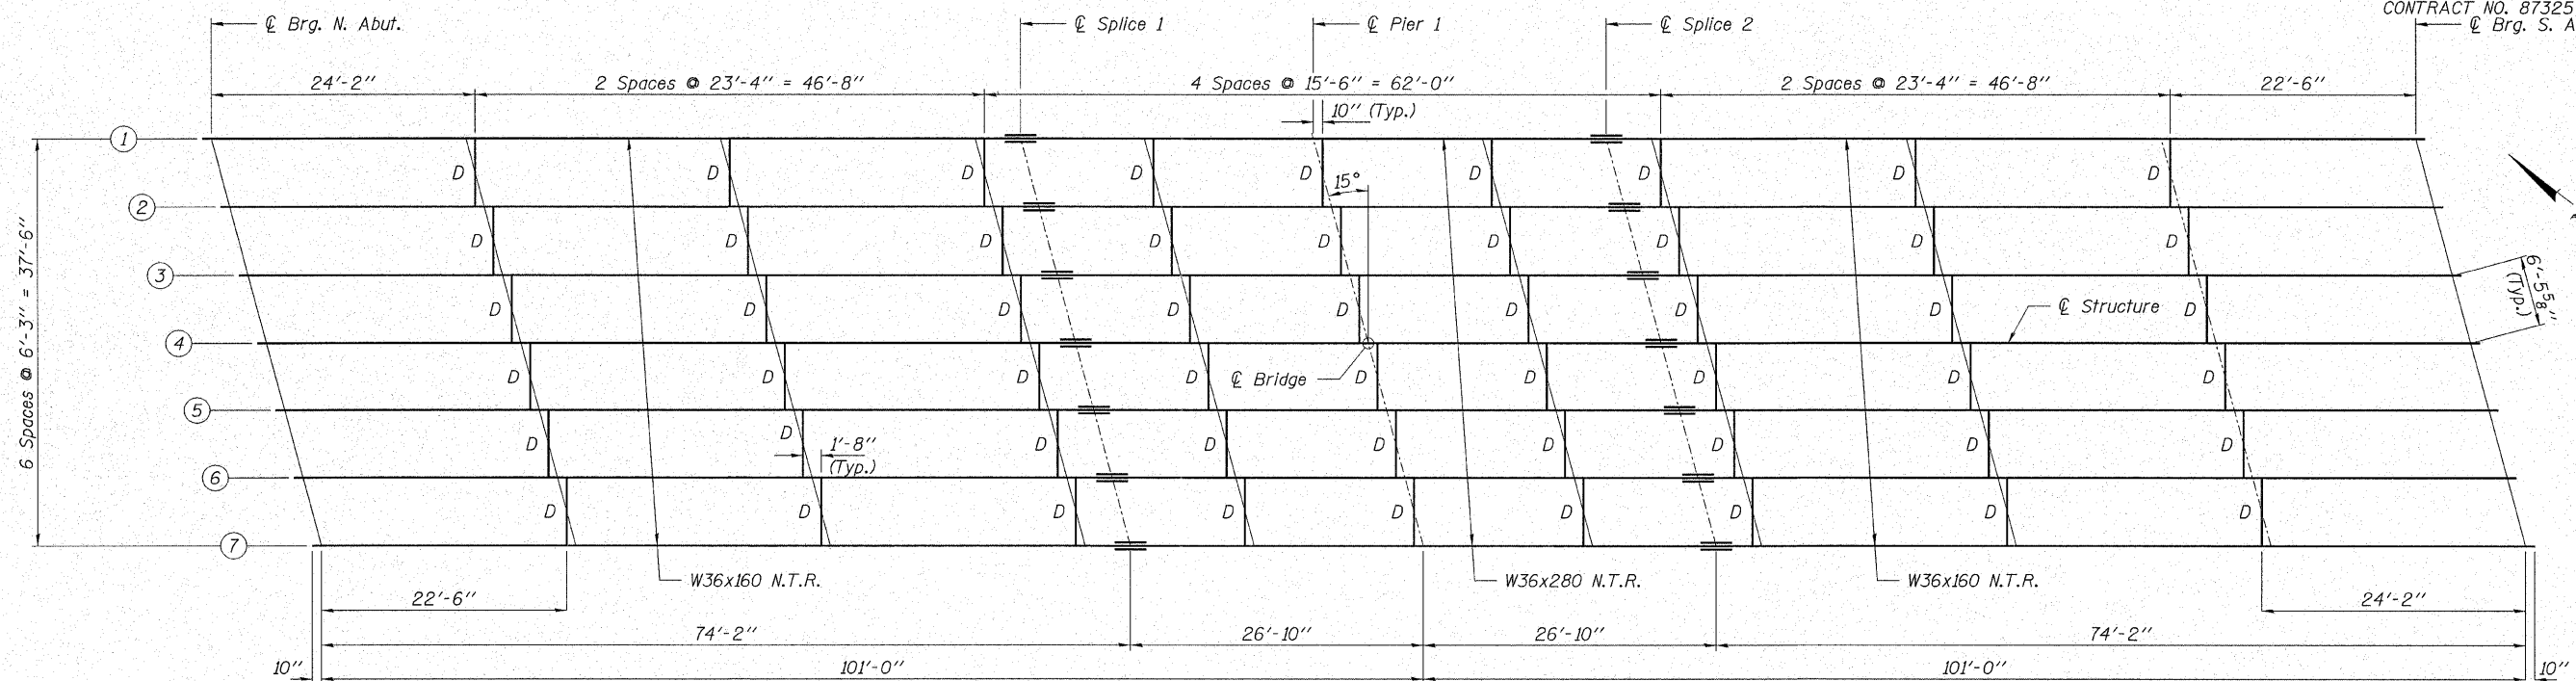 CONTRACT NO. 87325
℄ Brg. N. Abut.
℄ Splice 1
℄ Pier 1
℄ Splice 2
℄ Brg. S. A
24'-2"
2 Spaces @ 23'-4" = 46'-8"
4 Spaces @ 15'-6" = 62'-0"
2 Spaces @ 23'-4" = 46'-8"
22'-6"
10" (Typ.)
1
D D D D D D D D D
15°
2
D D D D D D D D D
3
6'-5 5/8"
(Typ.)
D D D D D D D D D
℄ Structure
6 Spaces @ 6'-3" = 37'-6"
4
D D D D D D D D D
℄ Bridge
5
D D D D D D D D D
1'-8"
(Typ.)
6
D D D D D D D D D
7
W36x160 N.T.R.
W36x280 N.T.R.
W36x160 N.T.R.
22'-6"
24'-2"
74'-2"
26'-10"
26'-10"
74'-2"
10"
101'-0"
101'-0"
10"